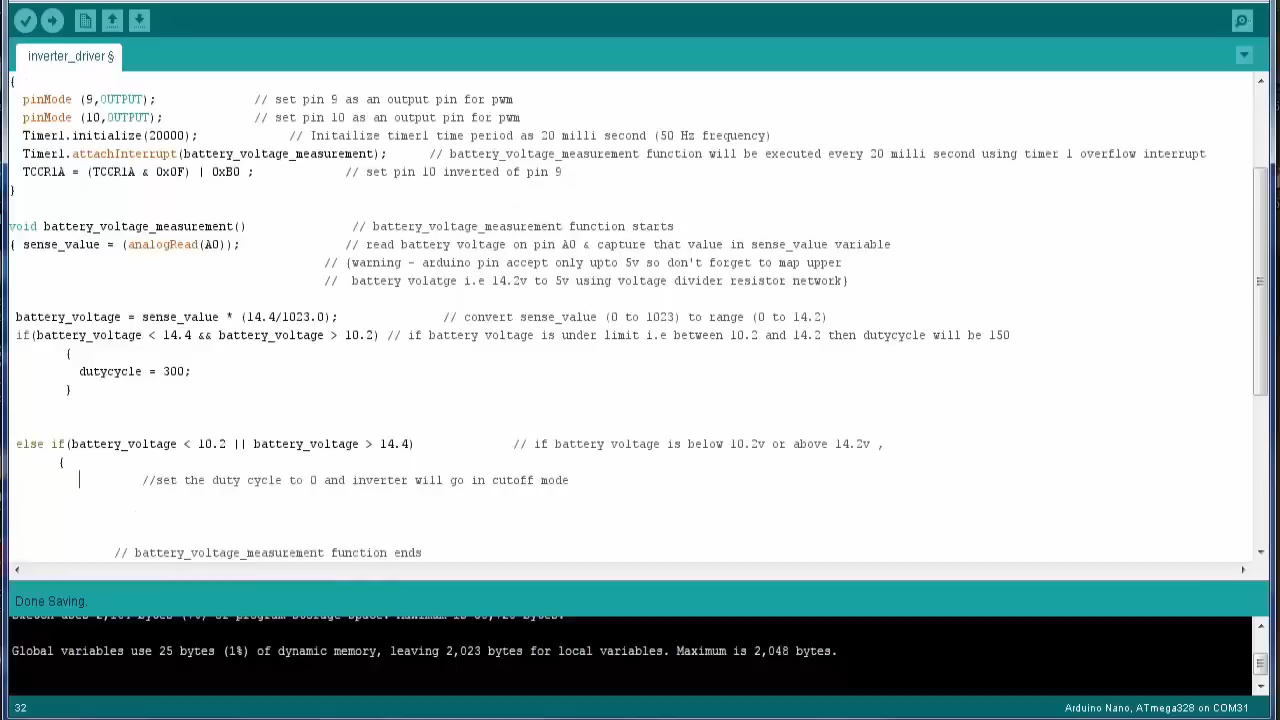 inverter_driver §
{
pinMode (9,OUTPUT); // set pin 9 as an output pin for pwm
pinMode (10,OUTPUT); // set pin 10 as an output pin for pwm
Timer1.initialize(20000); // Initailize timer1 time period as 20 milli second (50 Hz frequency)
Timer1.attachInterrupt(battery_voltage_measurement); // battery_voltage_measurement function will be executed every 20 milli second using timer 1 overflow interrupt
TCCR1A = (TCCR1A & 0x0F) | 0xB0 ; // set pin 10 inverted of pin 9
}
void battery_voltage_measurement() // battery_voltage_measurement function starts
{ sense_value = (analogRead(A0)); // read battery voltage on pin A0 & capture that value in sense_value variable
// (warning - arduino pin accept only upto 5v so don't forget to map upper
// battery volatge i.e 14.2v to 5v using voltage divider resistor network)
battery_voltage = sense_value * (14.4/1023.0); // convert sense_value (0 to 1023) to range (0 to 14.2)
if(battery_voltage < 14.4 && battery_voltage > 10.2) // if battery voltage is under limit i.e between 10.2 and 14.2 then dutycycle will be 150
{
dutycycle = 300;
}
else if(battery_voltage < 10.2 || battery_voltage > 14.4) // if battery voltage is below 10.2v or above 14.2v ,
{
//set the duty cycle to 0 and inverter will go in cutoff mode
// battery_voltage_measurement function ends
Done Saving.
Global variables use 25 bytes (1%) of dynamic memory, leaving 2,023 bytes for local variables. Maximum is 2,048 bytes.
32 Arduino Nano, ATmega328 on COM31